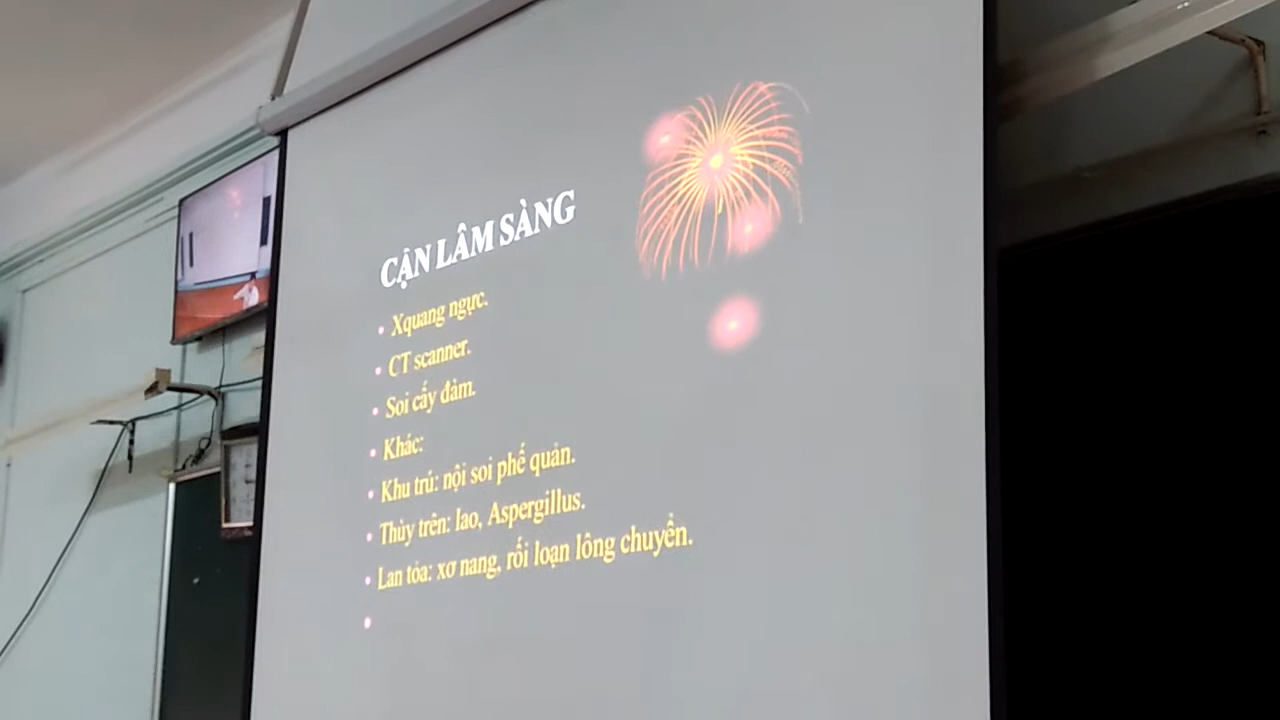 CẬN LÂM SÀNG
• Xquang ngực.
• CT scanner.
• Soi cấy đàm.
• Khác:
• Khu trú: nội soi phế quản.
• Thùy trên: lao, Aspergillus.
• Lan tỏa: xơ nang, rối loạn lông chuyển.
•